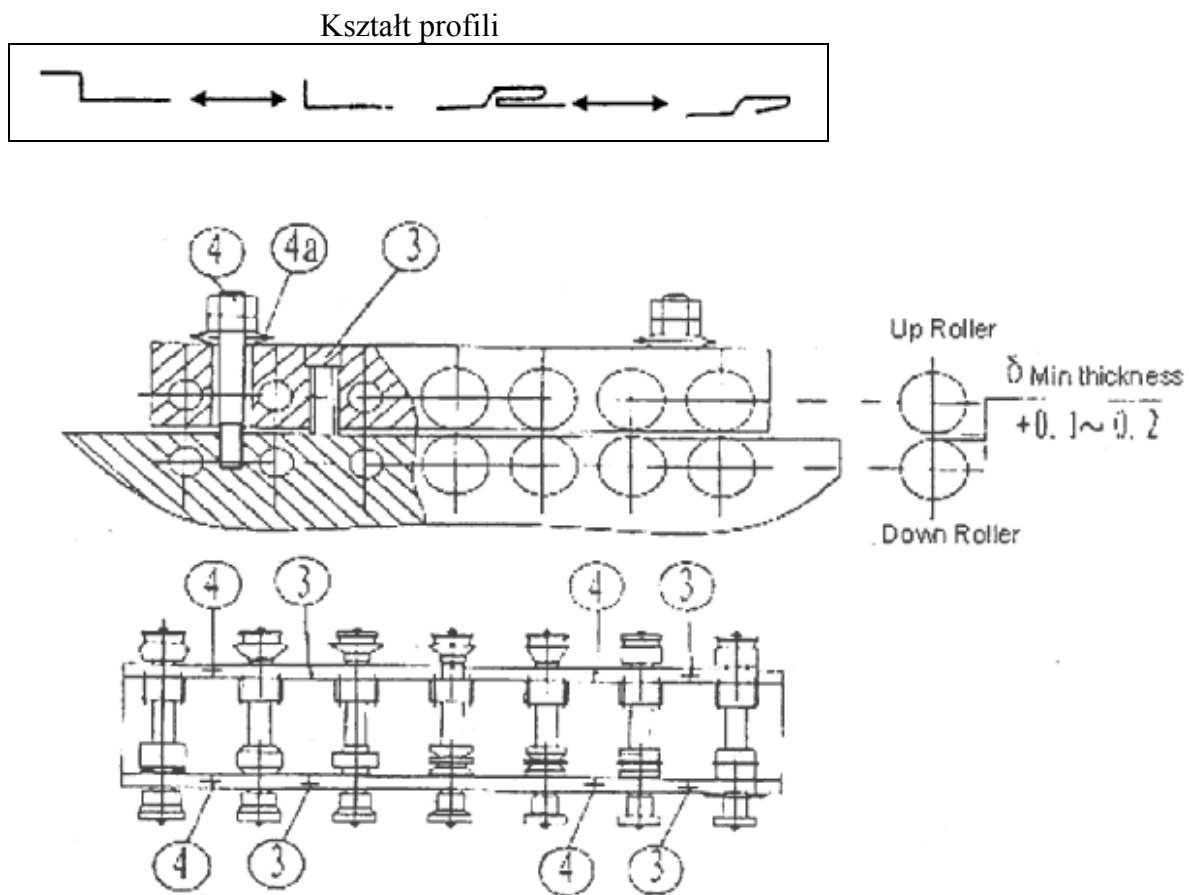 Kształt profili
4 4a 3
Up Roller
δ Min thickness
+0.1~0.2
Down Roller
4 3 4 3
4 3 4 3